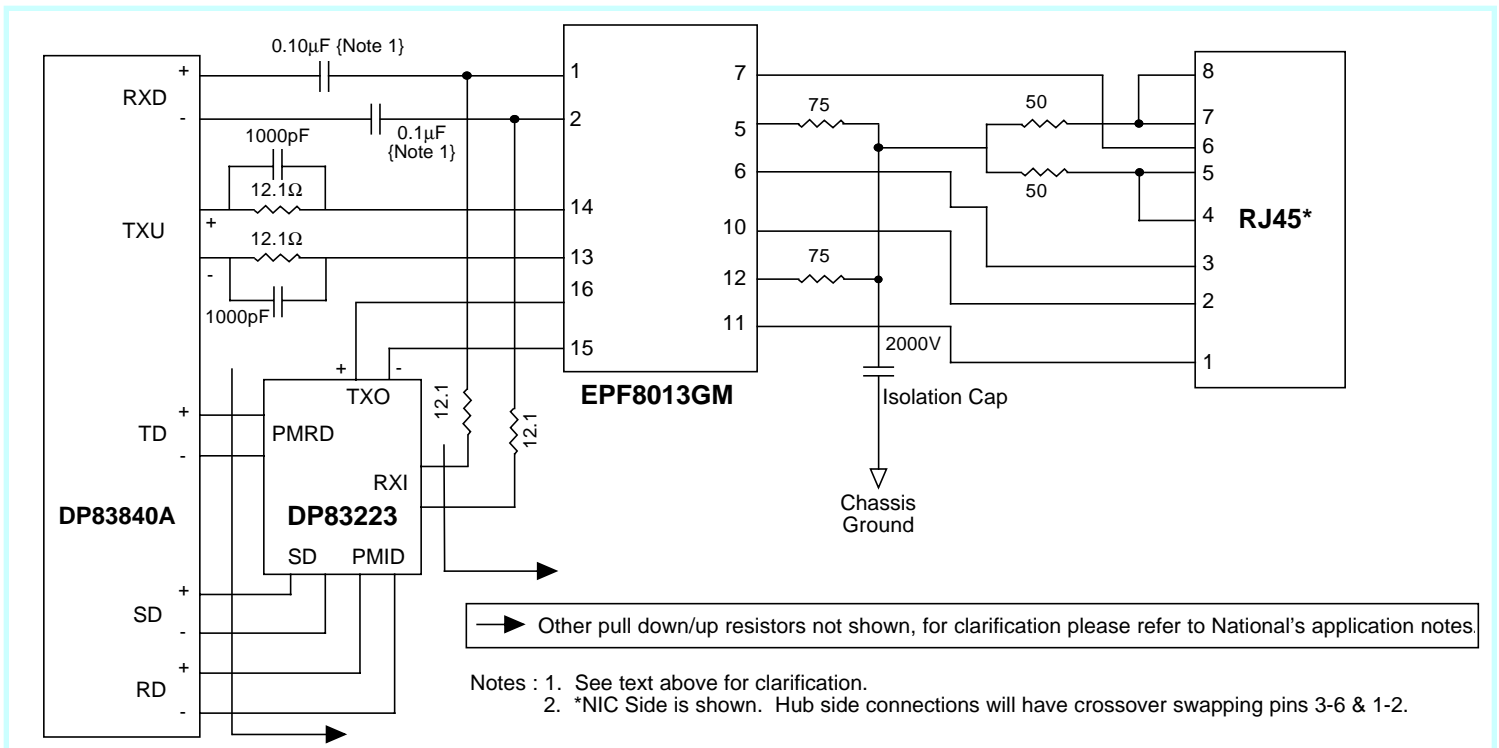 0.10µF {Note 1}
+
RXD
-
0.1µF
{Note 1}
1000pF
12.1Ω
TXU
+
12.1Ω
-
1000pF
1
2
14
13
16
15
7
5
6
10
12
11
EPF8013GM
75
75
50
50
2000V
Isolation Cap
Chassis
Ground
8
7
6
5
4
3
2
1
RJ45*
+ -
TXO
12.1
12.1
+
TD
-
PMRD
RXI
DP83840A
DP83223
SD PMID
+
SD
-
+
RD
-
Other pull down/up resistors not shown, for clarification please refer to National's application notes.
Notes : 1. See text above for clarification.
2. *NIC Side is shown. Hub side connections will have crossover swapping pins 3-6 & 1-2.